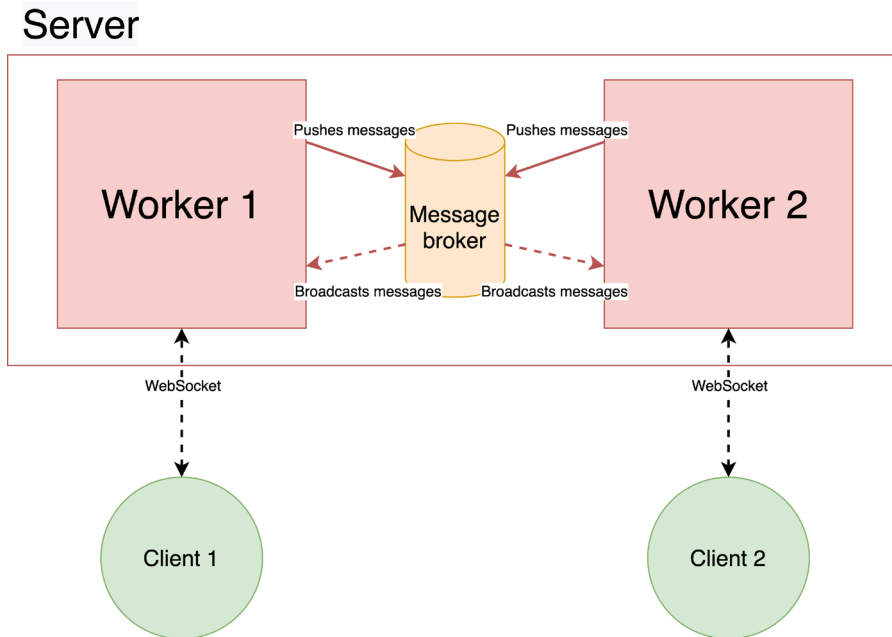 Server
Pushes messages
Pushes messages
Worker 1
Message
broker
Worker 2
Broadcasts messages
Broadcasts messages
WebSocket
WebSocket
Client 1
Client 2